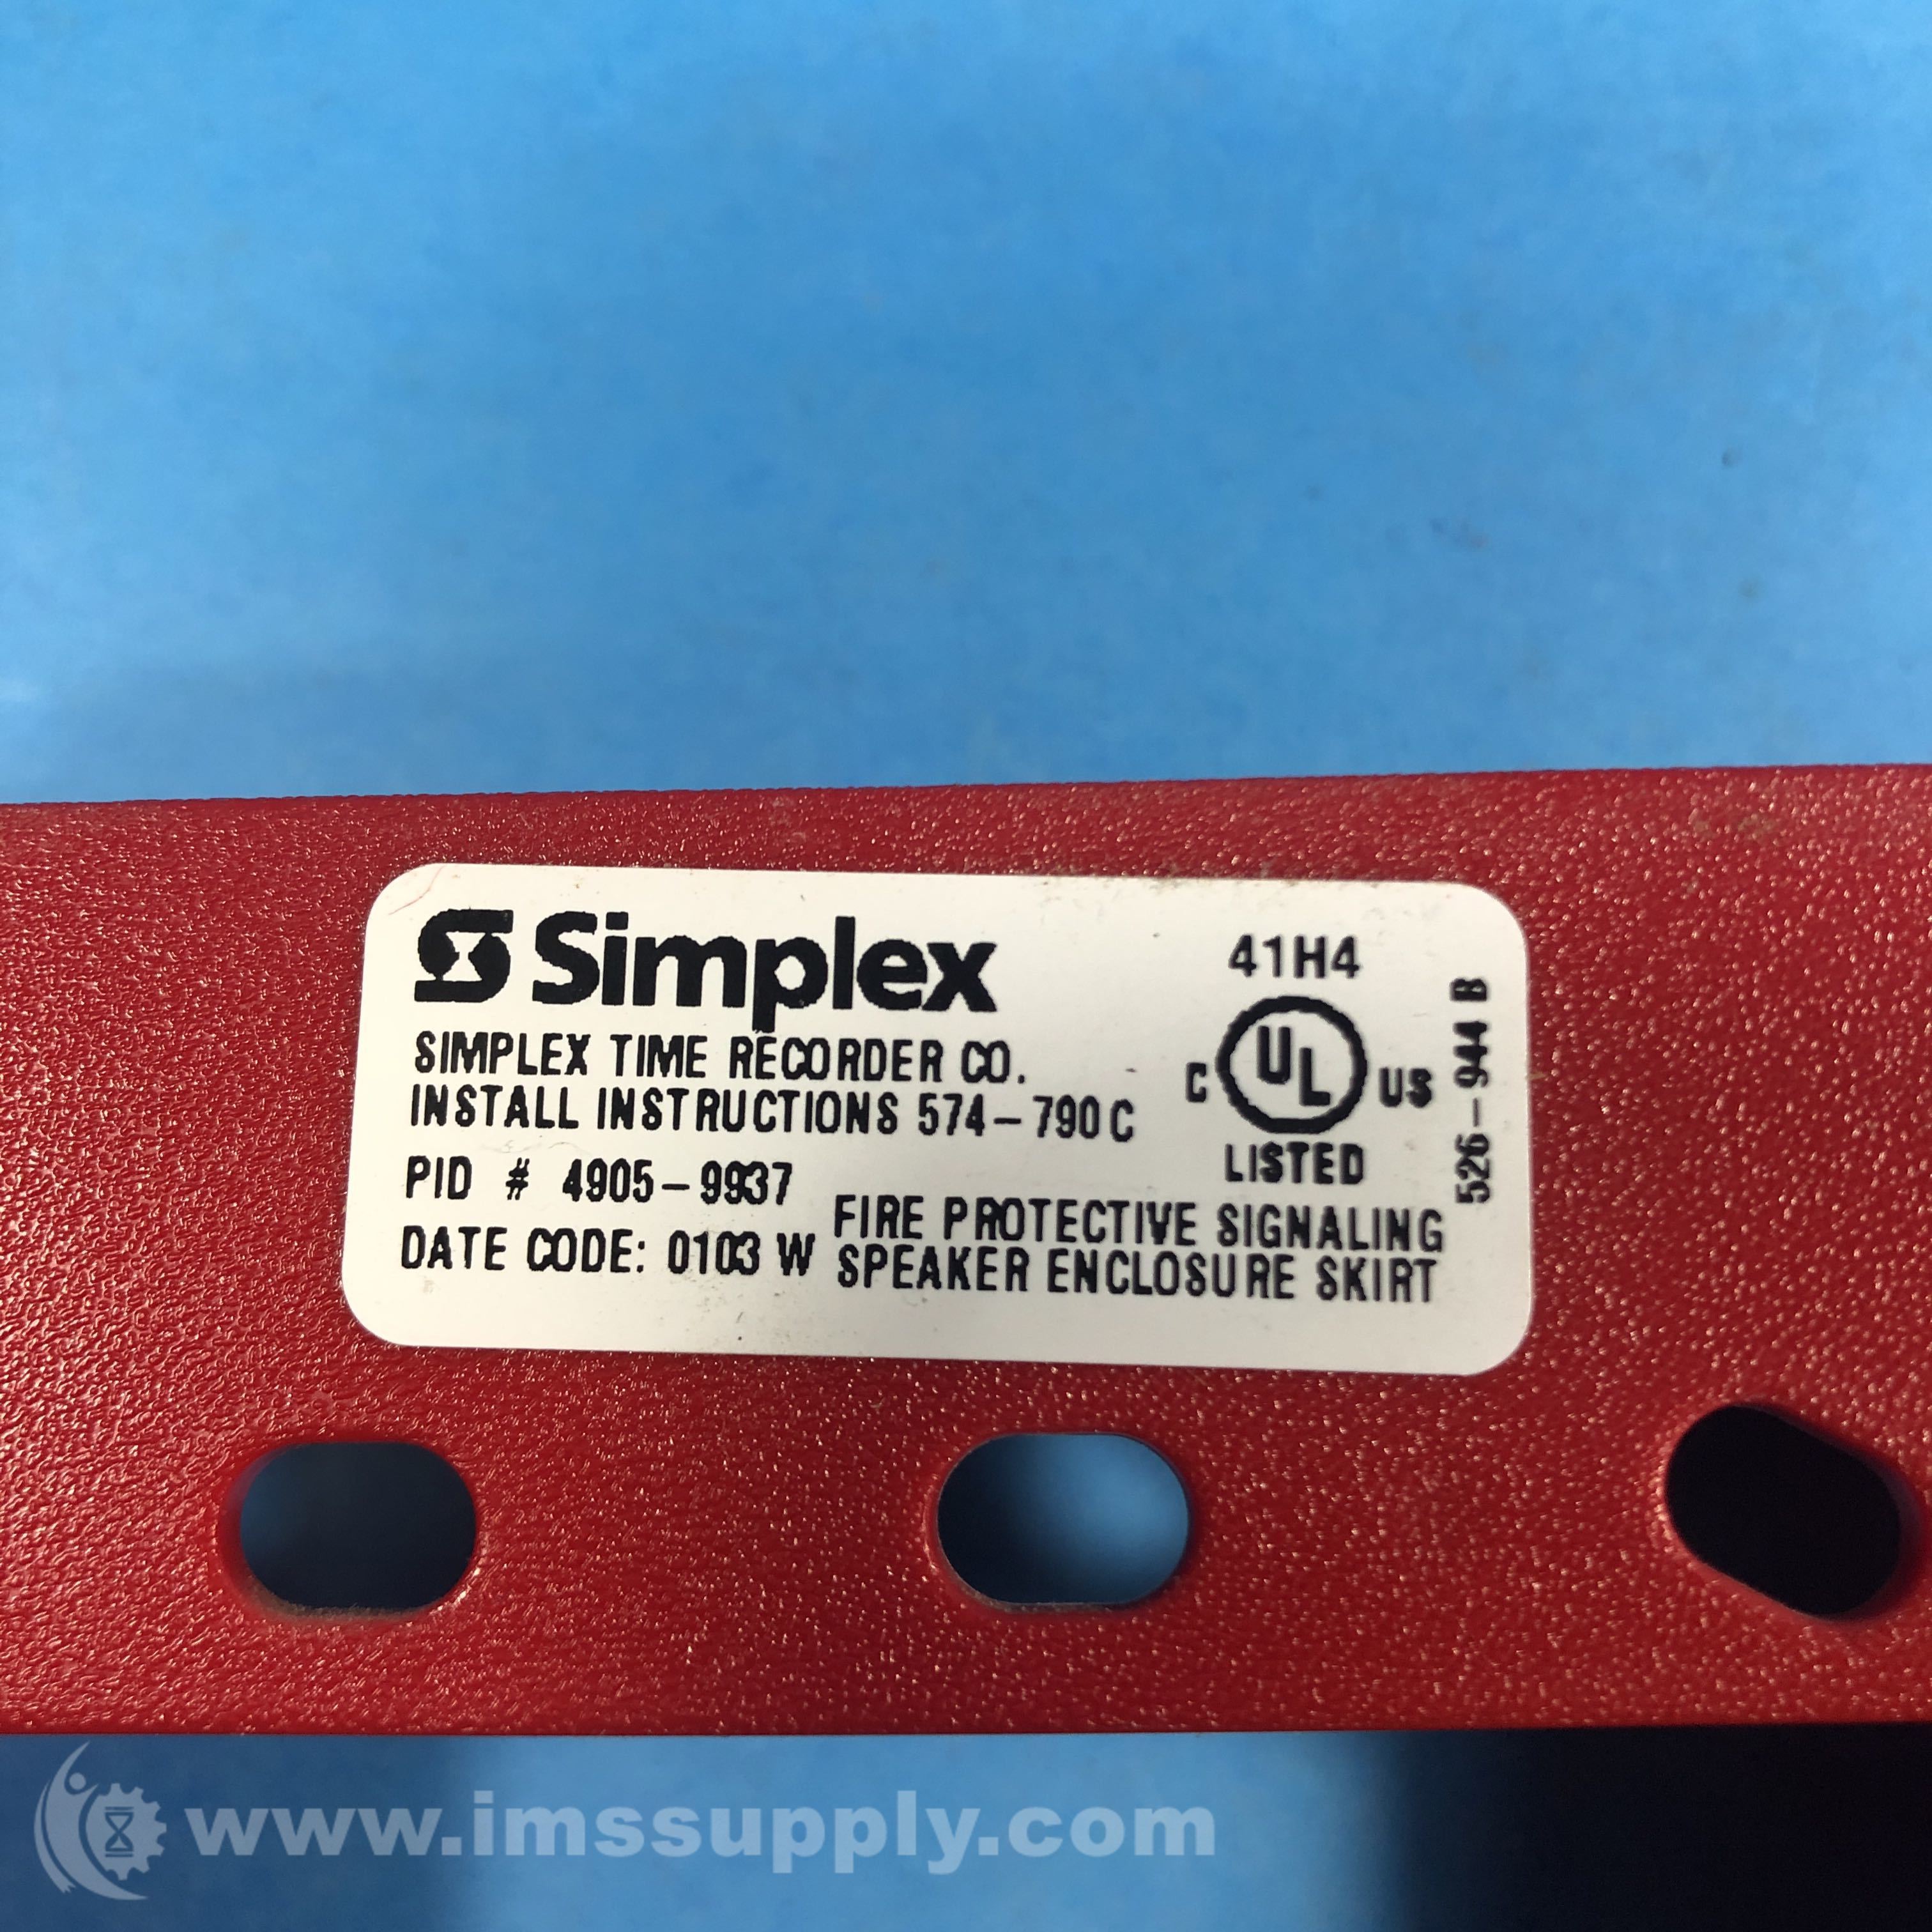 Simplex
SIMPLEX TIME RECORDER CO.
INSTALL INSTRUCTIONS 574-790 C
PID # 4905-9937
DATE CODE: 0103 W
41H4
C UL US
LISTED
526-944 B
FIRE PROTECTIVE SIGNALING
SPEAKER ENCLOSURE SKIRT
www.imssupply.com